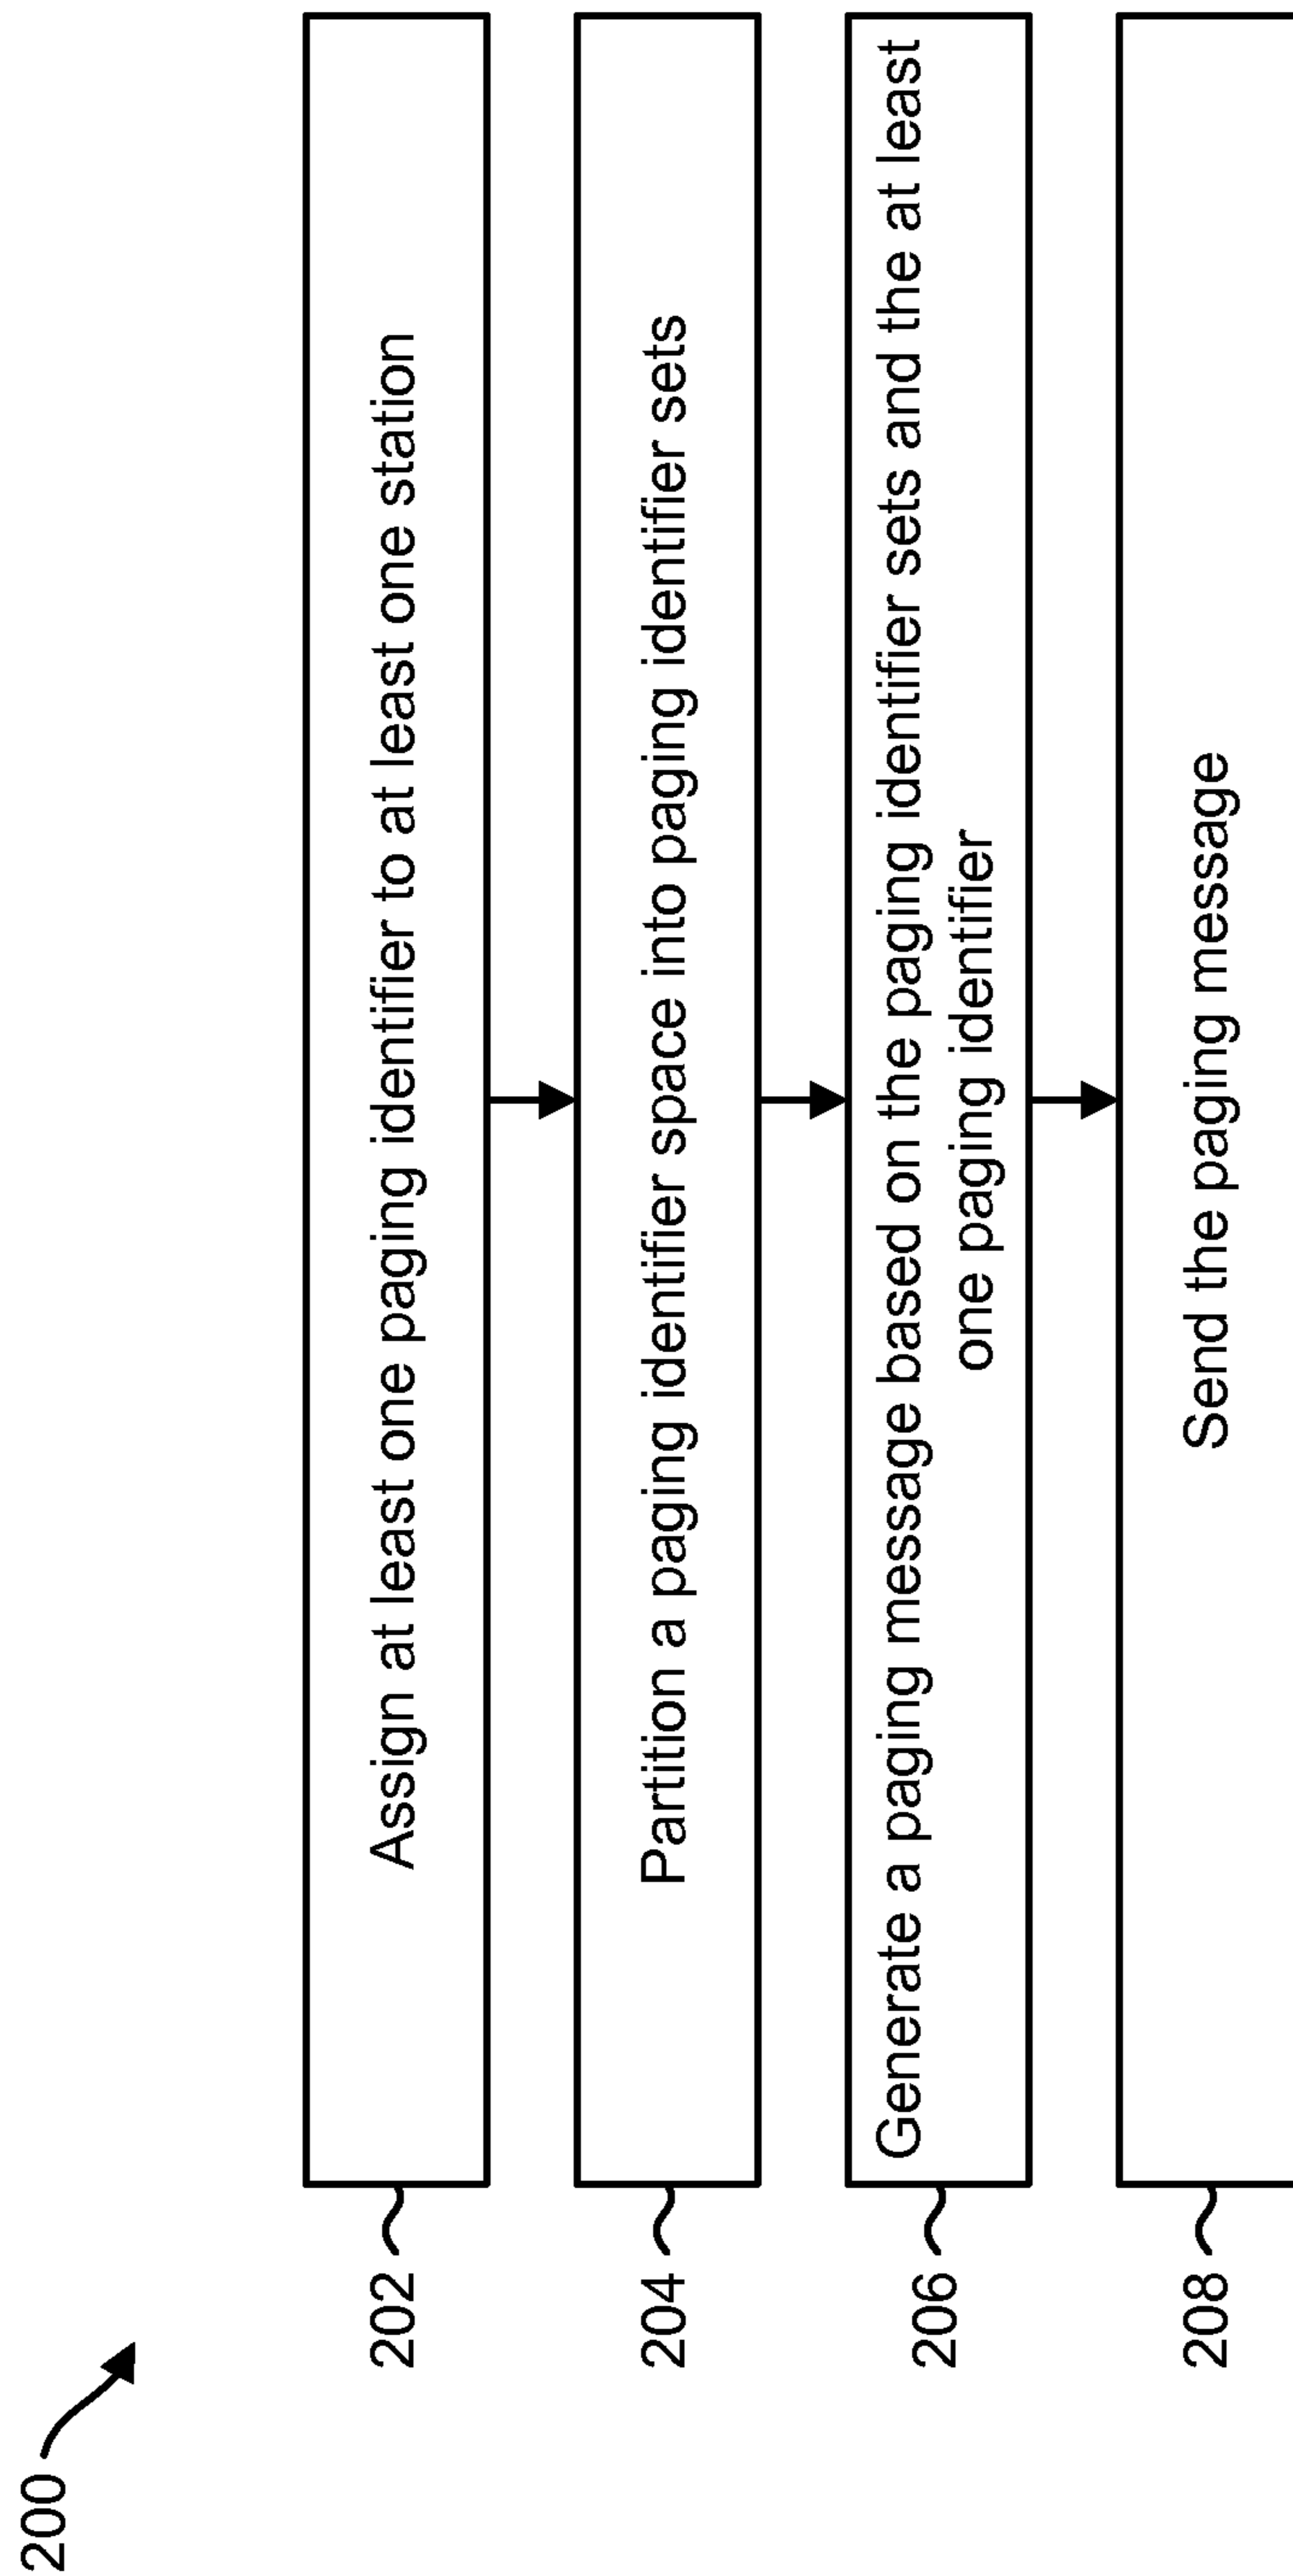 200
202
Assign at least one paging identifier to at least one station
204
Partition a paging identifier space into paging identifier sets
206
Generate a paging message based on the paging identifier sets and the at least
one paging identifier
208
Send the paging message